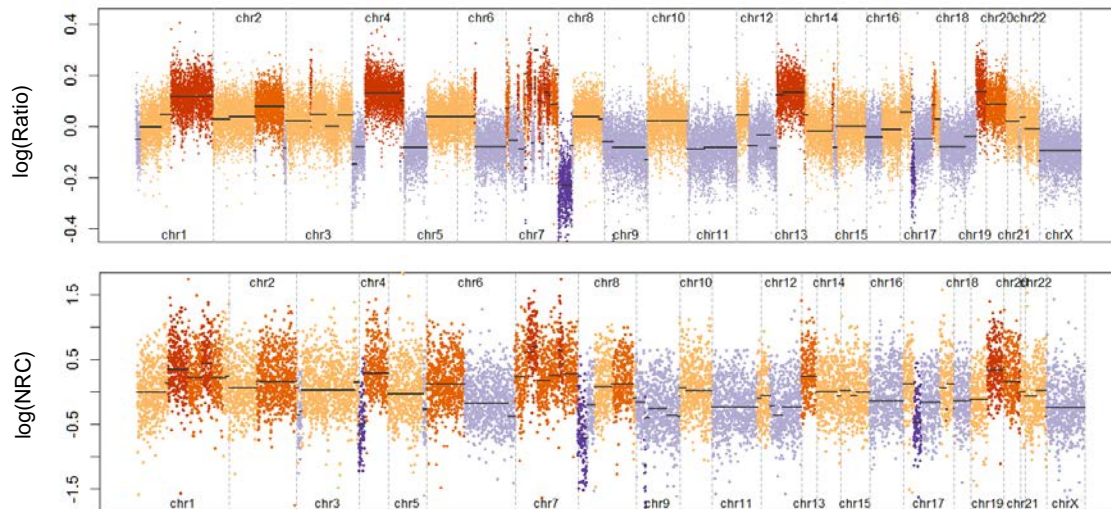 chr2 chr4 chr6 chr8 chr10 chr12 chr14 chr16 chr18 chr20 chr22
log(Ratio)
0.4
0.2
0.0
-0.2
-0.4
chr1 chr3 chr5 chr7 chr9 chr11 chr13 chr15 chr17 chr19 chr21 chrX
chr2 chr4 chr6 chr8 chr10 chr12 chr14 chr16 chr18 chr20 chr22
log(NRC)
1.5
0.5
-0.5
-1.5
chr1 chr3 chr5 chr7 chr9 chr11 chr13 chr15 chr17 chr19 chr21 chrX